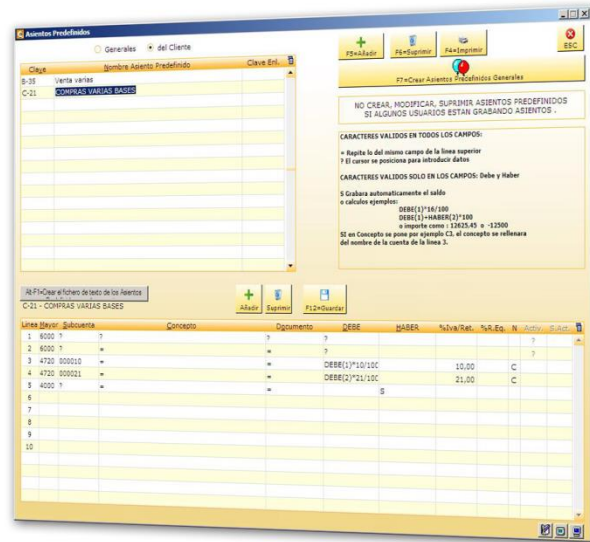 Asientos Predefinidos
Generales del Cliente
Clave Nombre Asiento Predefinido Clave Enl.
B-35 Venta varias
C-21 COMPRAS VARIAS BASES
F5=Añadir F6=Suprimir F4=Imprimir ESC
F7=Crear Asientos Predefinidos Generales
NO CREAR, MODIFICAR, SUPRIMIR ASIENTOS PREDEFINIDOS
SI ALGUNOS USUARIOS ESTAN GRABANDO ASIENTOS .
CARACTERES VALIDOS EN TODOS LOS CAMPOS:
= Repite lo del mismo campo de la linea superior
? El cursor se posiciona para introducir datos
CARACTERES VALIDOS SOLO EN LOS CAMPOS: Debe y Haber
S Grabara automaticamente el saldo
o calculos ejemplos:
DEBE(1)*16/100
DEBE(1)+HABER(2)*100
o importe como : 12625,45 o -12500
SI en Concepto se pone por ejemplo C3, el concepto se rellenara
del nombre de la cuenta de la linea 3.
Alt-F1=Crear el fichero de texto de los Asientos
C-21 - COMPRAS VARIAS BASES
Añadir Suprimir F12=Guardar
Linea Mayor Subcuenta Concepto Documento DEBE HABER %Iva/Ret. %R.Eq. N Activ. S.Act.
1 6000 ? ? ? ? ?
2 6000 ? = = ? ?
3 4720 000010 = = DEBE(1)*10/100 10,00 C
4 4720 000021 = = DEBE(2)*21/100 21,00 C
5 4000 ? = = S
6
7
8
9
10